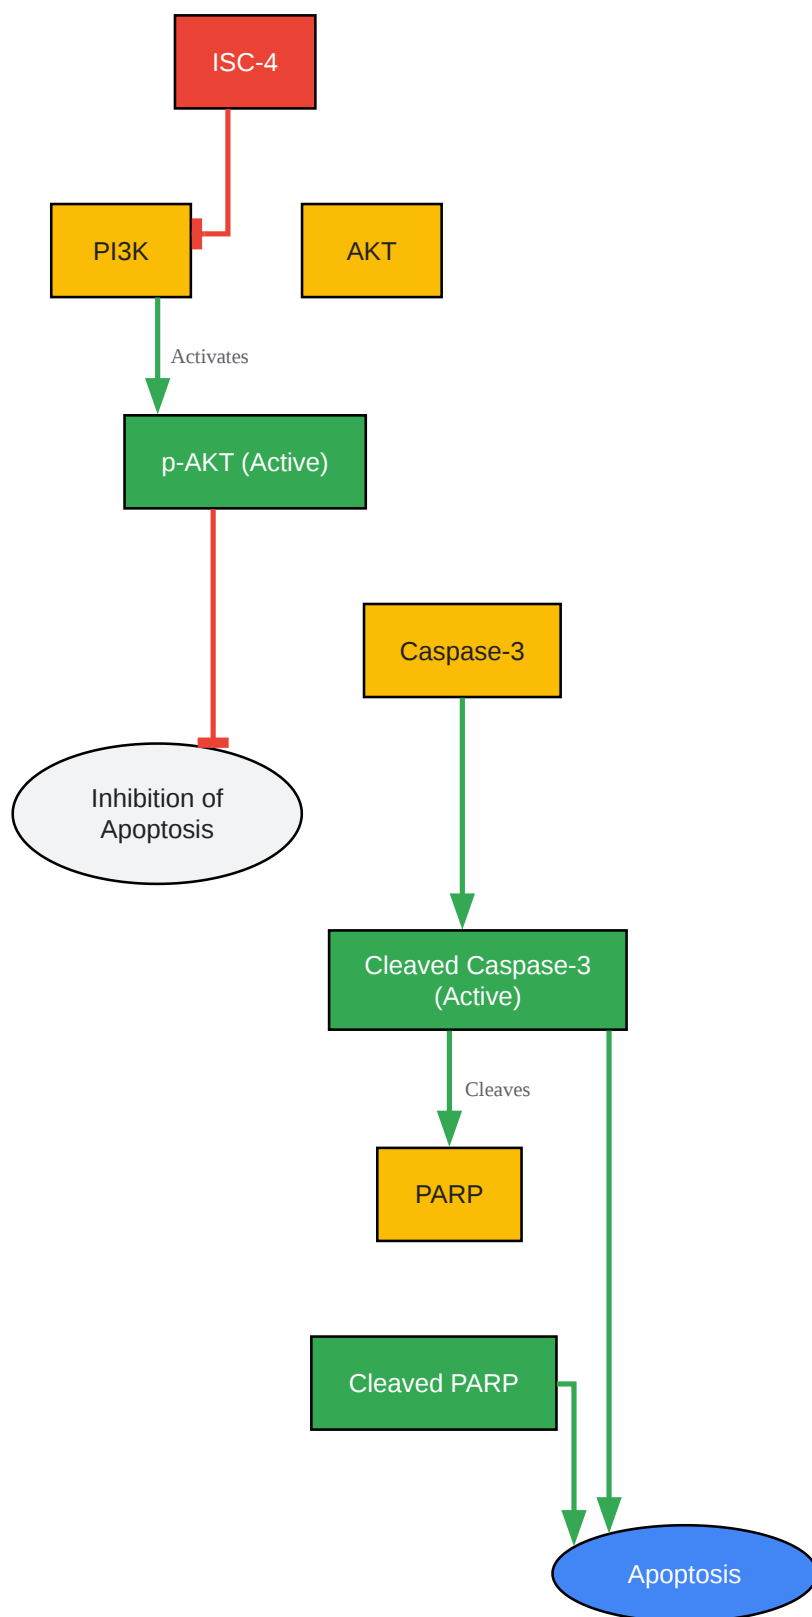 ISC-4
PI3K
AKT
Activates
p-AKT (Active)
Caspase-3
Inhibition of
Apoptosis
Cleaved Caspase-3
(Active)
Cleaves
PARP
Cleaved PARP
Apoptosis